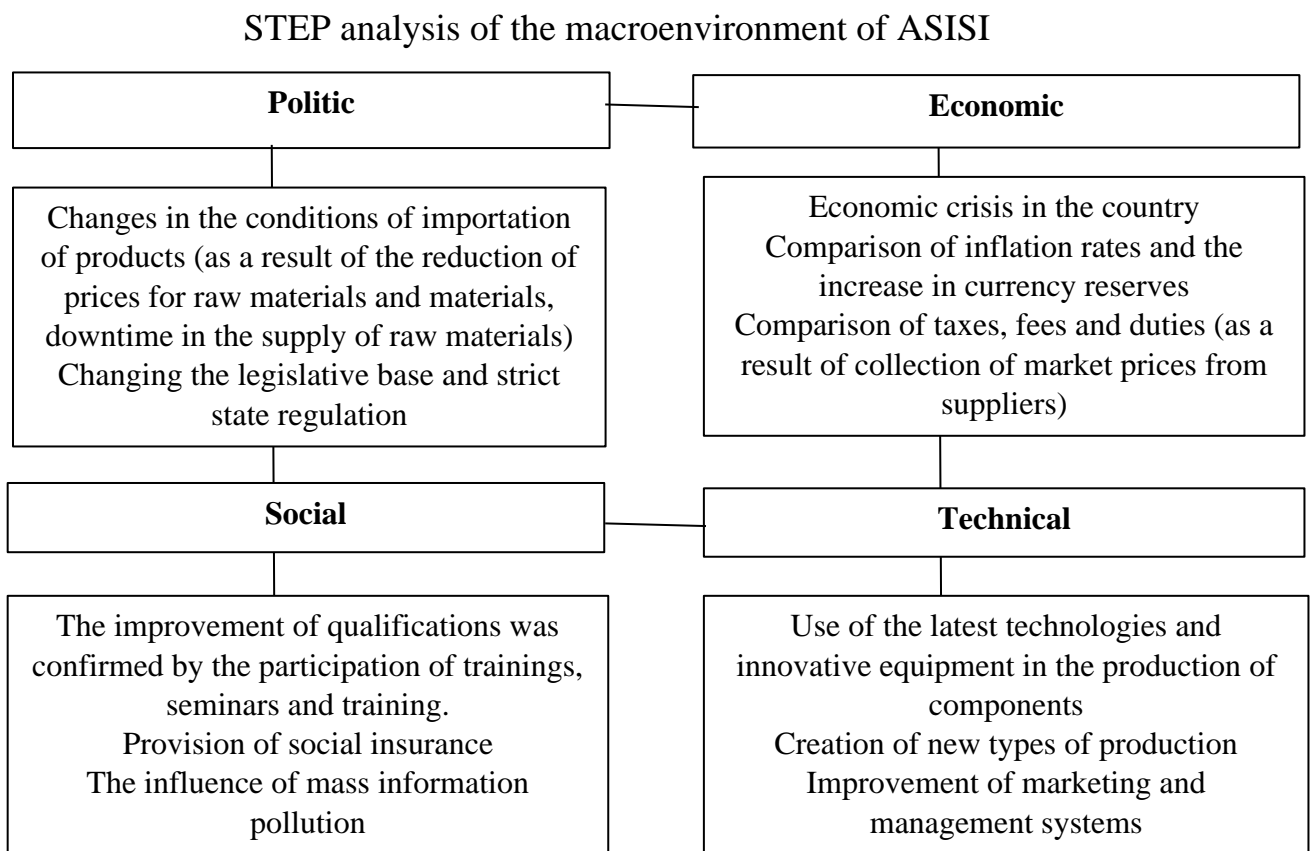 STEP analysis of the macroenvironment of ASISI
Politic
Economic
Changes in the conditions of importation
of products (as a result of the reduction of
prices for raw materials and materials,
downtime in the supply of raw materials)
Changing the legislative base and strict
state regulation
Economic crisis in the country
Comparison of inflation rates and the
increase in currency reserves
Comparison of taxes, fees and duties (as a
result of collection of market prices from
suppliers)
Social
Technical
The improvement of qualifications was
confirmed by the participation of trainings,
seminars and training.
Provision of social insurance
The influence of mass information
pollution
Use of the latest technologies and
innovative equipment in the production of
components
Creation of new types of production
Improvement of marketing and
management systems